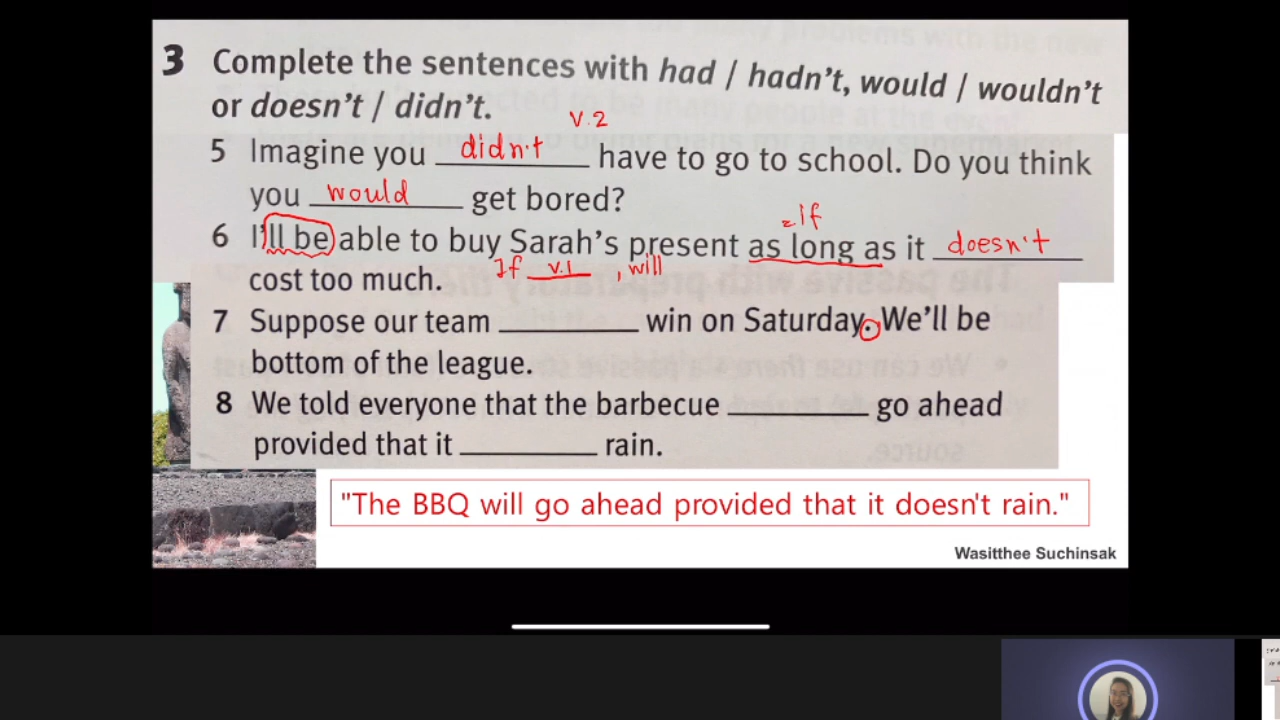 3 Complete the sentences with had / hadn't, would / wouldn't
or doesn't / didn't.
v.2
5 Imagine you didn't have to go to school. Do you think
you would get bored?
=if
6 I'll be able to buy Sarah's present as long as it doesn't
If v.1 , will
cost too much.
7 Suppose our team ________ win on Saturday. We'll be
bottom of the league.
8 We told everyone that the barbecue ________ go ahead
provided that it ________ rain.
"The BBQ will go ahead provided that it doesn't rain."
Wasitthee Suchinsak